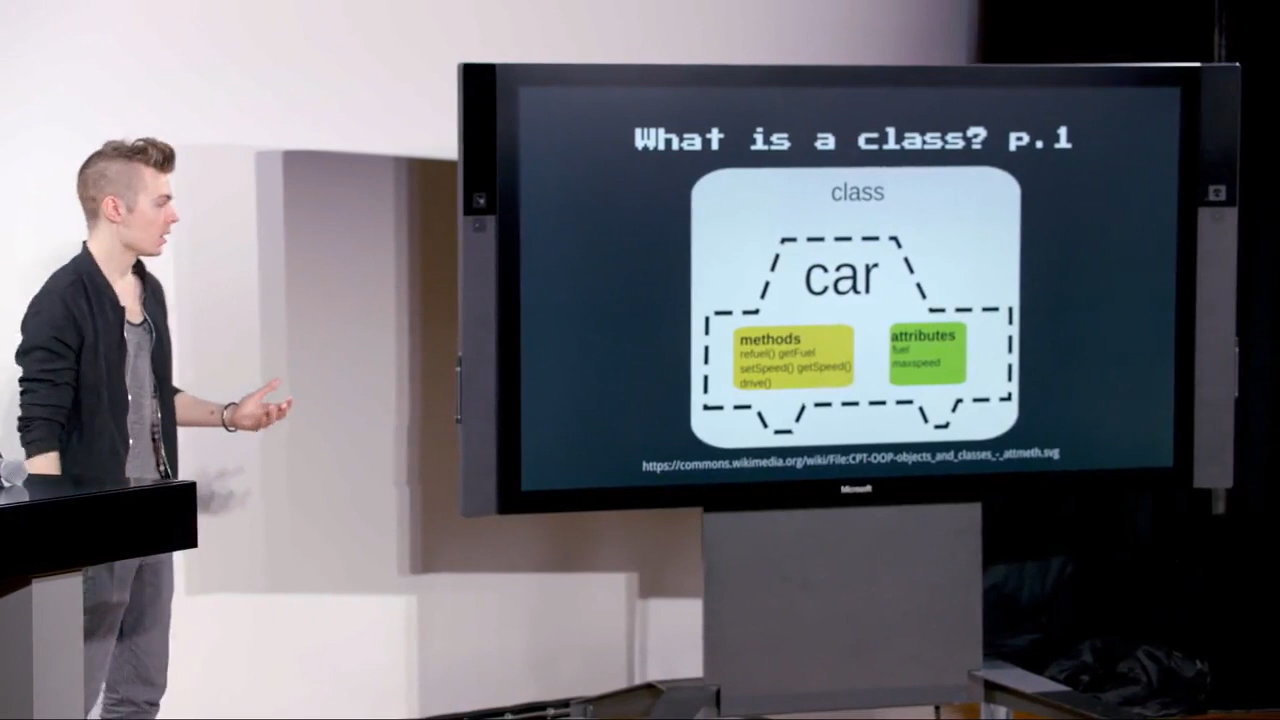 What is a class? p.1
class
car
methods
refuel() getFuel
setSpeed() getSpeed()
drive()
attributes
fuel
maxspeed
https://commons.wikimedia.org/wiki/File:CPT-OOP-objects_and_classes_-_attmeth.svg
Microsoft